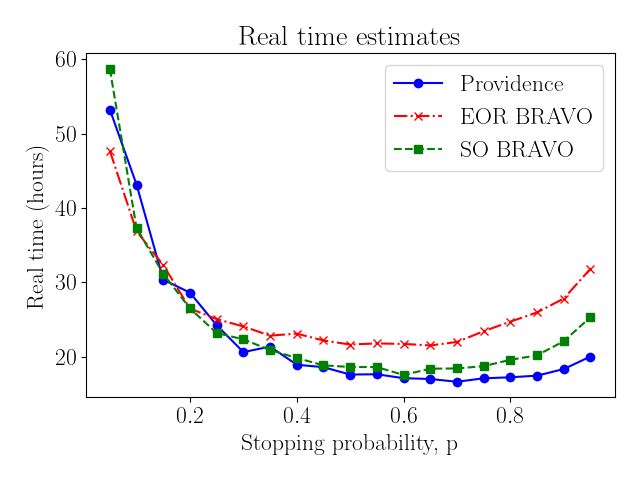 Real time estimates
60
50
40
30
20
Real time (hours)
Providence
EOR BRAVO
SO BRAVO
0.2 0.4 0.6 0.8
Stopping probability, p